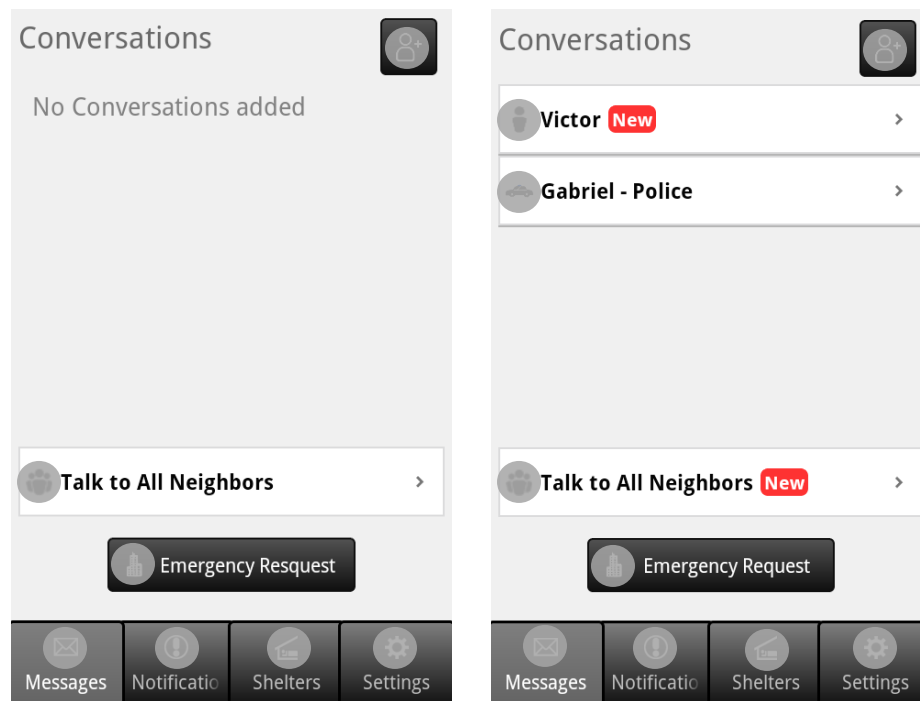 Conversations
No Conversations added
Talk to All Neighbors
Emergency Resquest
Messages
Notificatio
Shelters
Settings
Conversations
Victor New
Gabriel - Police
Talk to All Neighbors New
Emergency Request
Messages
Notificatio
Shelters
Settings